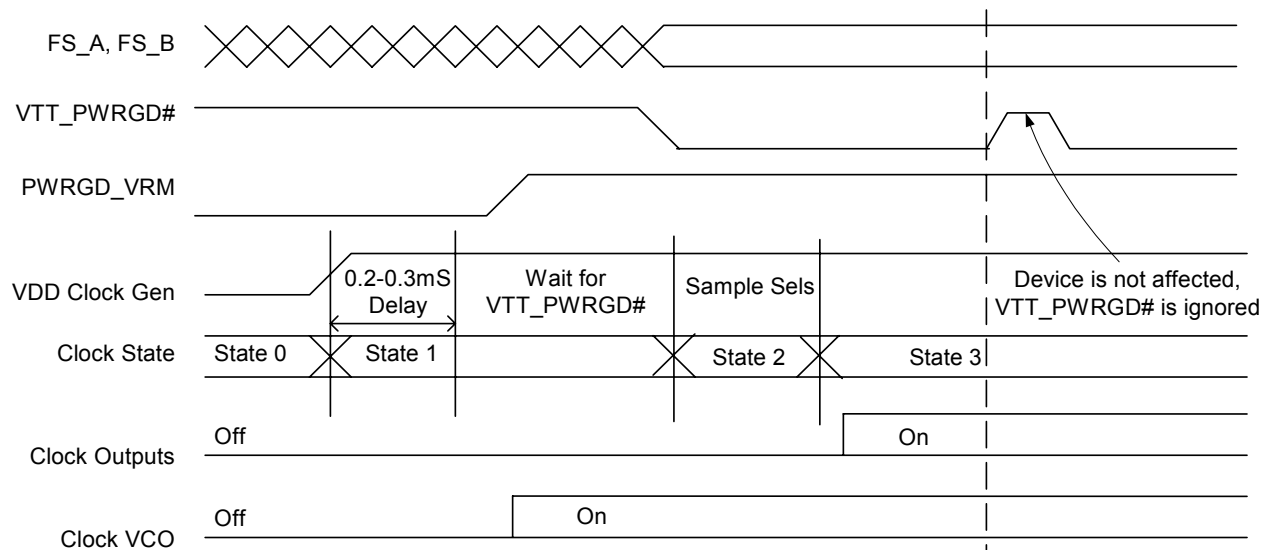 FS_A, FS_B
VTT_PWRGD#
PWRGD_VRM
VDD Clock Gen
0.2-0.3mS
Delay
Wait for
VTT_PWRGD#
Sample Sels
Device is not affected,
VTT_PWRGD# is ignored
Clock State
State 0
State 1
State 2
State 3
Clock Outputs
Off
On
Clock VCO
Off
On